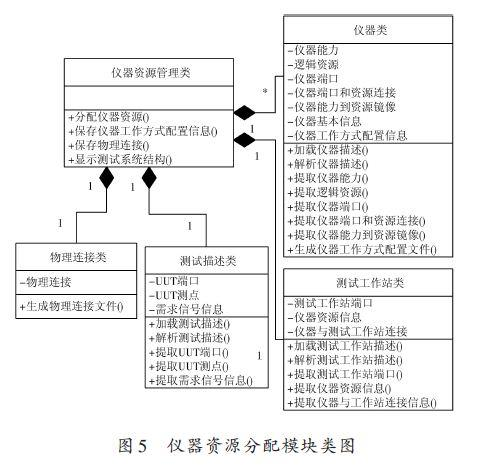 仪器资源管理类
+分配仪器资源()
+保存仪器工作方式配置信息()
+保存物理连接()
+显示测试系统结构()
仪器类
-仪器能力
-逻辑资源
-仪器端口
-仪器端口和资源连接
-仪器能力到资源镜像
-仪器基本信息
-仪器工作方式配置信息
+加载仪器描述()
+解析仪器描述()
+提取仪器能力()
+提取逻辑资源()
+提取仪器端口()
+提取仪器端口和资源连接()
+提取仪器能力到资源镜像()
+生成仪器工作方式配置文件()
*
1
1
1
1
1
1
物理连接类
-物理连接
+生成物理连接文件()
测试描述类
-UUT端口
-UUT测点
-需求信号信息
+加载测试描述()
+解析测试描述()
+提取UUT端口()
+提取UUT测点()
+提取需求信号信息()
1
测试工作站类
-测试工作站端口
-仪器资源信息
-仪器与测试工作站连接
+加载测试工作站描述()
+解析测试工作站描述()
+提取测试工作站端口()
+提取仪器资源信息()
+提取仪器与工作站连接信息()
图5 仪器资源分配模块类图